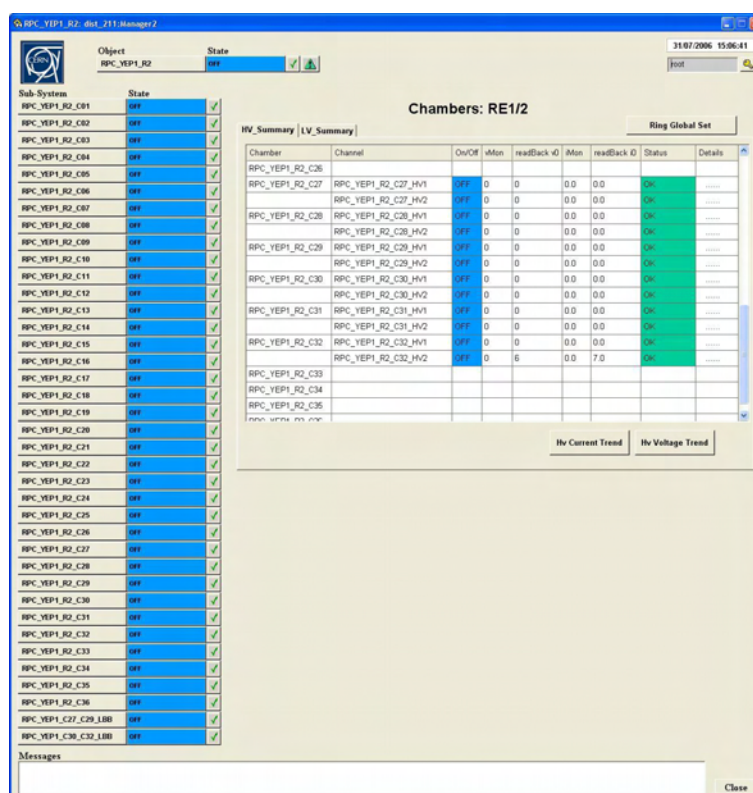 RPC_YEP1_R2: dist_211:Manager2
31/07/2006 15:06:41
CERN
Object State
RPC_YEP1_R2 OFF
root
Sub-System State
RPC_YEP1_R2_C01 OFF
RPC_YEP1_R2_C02 OFF
RPC_YEP1_R2_C03 OFF
RPC_YEP1_R2_C04 OFF
RPC_YEP1_R2_C05 OFF
RPC_YEP1_R2_C06 OFF
RPC_YEP1_R2_C07 OFF
RPC_YEP1_R2_C08 OFF
RPC_YEP1_R2_C09 OFF
RPC_YEP1_R2_C10 OFF
RPC_YEP1_R2_C11 OFF
RPC_YEP1_R2_C12 OFF
RPC_YEP1_R2_C13 OFF
RPC_YEP1_R2_C14 OFF
RPC_YEP1_R2_C15 OFF
RPC_YEP1_R2_C16 OFF
RPC_YEP1_R2_C17 OFF
RPC_YEP1_R2_C18 OFF
RPC_YEP1_R2_C19 OFF
RPC_YEP1_R2_C20 OFF
RPC_YEP1_R2_C21 OFF
RPC_YEP1_R2_C22 OFF
RPC_YEP1_R2_C23 OFF
RPC_YEP1_R2_C24 OFF
RPC_YEP1_R2_C25 OFF
RPC_YEP1_R2_C26 OFF
RPC_YEP1_R2_C27 OFF
RPC_YEP1_R2_C28 OFF
RPC_YEP1_R2_C29 OFF
RPC_YEP1_R2_C30 OFF
RPC_YEP1_R2_C31 OFF
RPC_YEP1_R2_C32 OFF
RPC_YEP1_R2_C33 OFF
RPC_YEP1_R2_C34 OFF
RPC_YEP1_R2_C35 OFF
RPC_YEP1_R2_C36 OFF
RPC_YEP1_C27_C29_LBB OFF
RPC_YEP1_C30_C32_LBB OFF
Chambers: RE1/2
Ring Global Set
HV_Summary LV_Summary
Chamber Channel On/Off vMon readBack v0 iMon readBack i0 Status Details
RPC_YEP1_R2_C26
RPC_YEP1_R2_C27 RPC_YEP1_R2_C27_HV1 OFF 0 0 0.0 0.0 OK ......
RPC_YEP1_R2_C27_HV2 OFF 0 0 0.0 0.0 OK ......
RPC_YEP1_R2_C28 RPC_YEP1_R2_C28_HV1 OFF 0 0 0.0 0.0 OK ......
RPC_YEP1_R2_C28_HV2 OFF 0 0 0.0 0.0 OK ......
RPC_YEP1_R2_C29 RPC_YEP1_R2_C29_HV1 OFF 0 0 0.0 0.0 OK ......
RPC_YEP1_R2_C29_HV2 OFF 0 0 0.0 0.0 OK ......
RPC_YEP1_R2_C30 RPC_YEP1_R2_C30_HV1 OFF 0 0 0.0 0.0 OK ......
RPC_YEP1_R2_C30_HV2 OFF 0 0 0.0 0.0 OK ......
RPC_YEP1_R2_C31 RPC_YEP1_R2_C31_HV1 OFF 0 0 0.0 0.0 OK ......
RPC_YEP1_R2_C31_HV2 OFF 0 0 0.0 0.0 OK ......
RPC_YEP1_R2_C32 RPC_YEP1_R2_C32_HV1 OFF 0 0 0.0 0.0 OK ......
RPC_YEP1_R2_C32_HV2 OFF 0 6 0.0 7.0 OK ......
RPC_YEP1_R2_C33
RPC_YEP1_R2_C34
RPC_YEP1_R2_C35
Hv Current Trend Hv Voltage Trend
Messages
Close